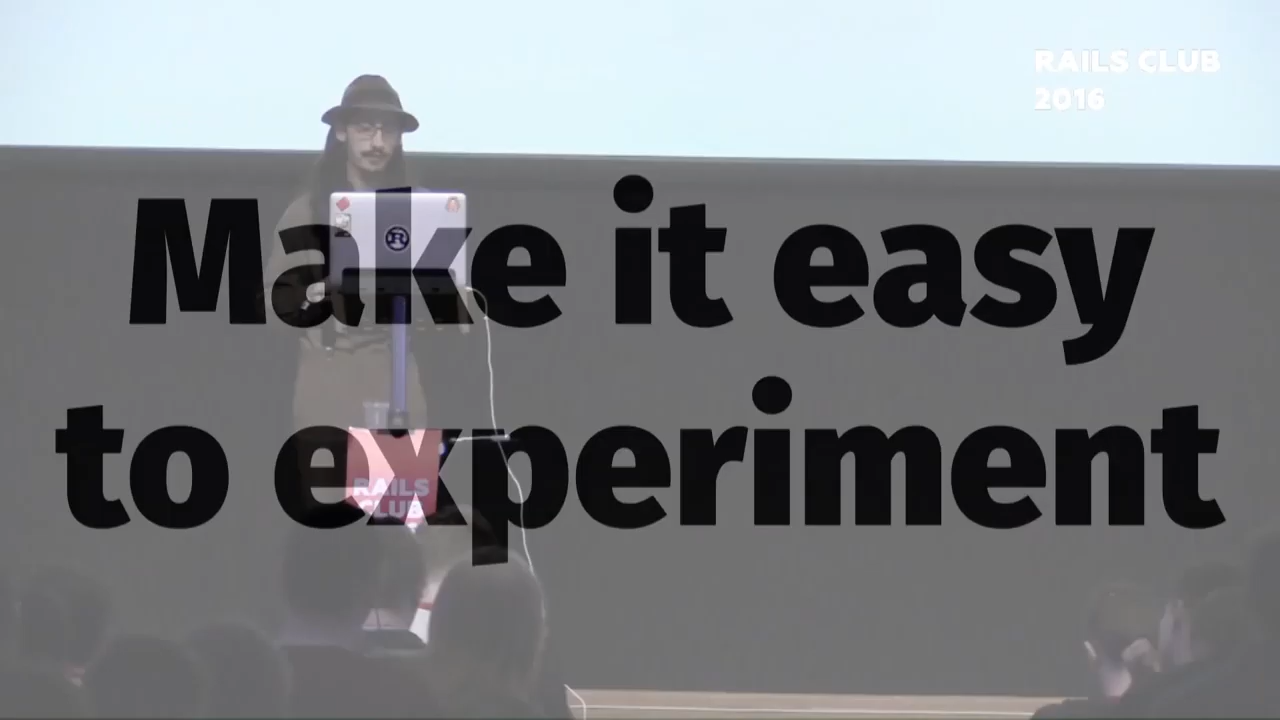 RAILS CLUB
2016
Make it easy
to experiment
R
RAILS
CLUB